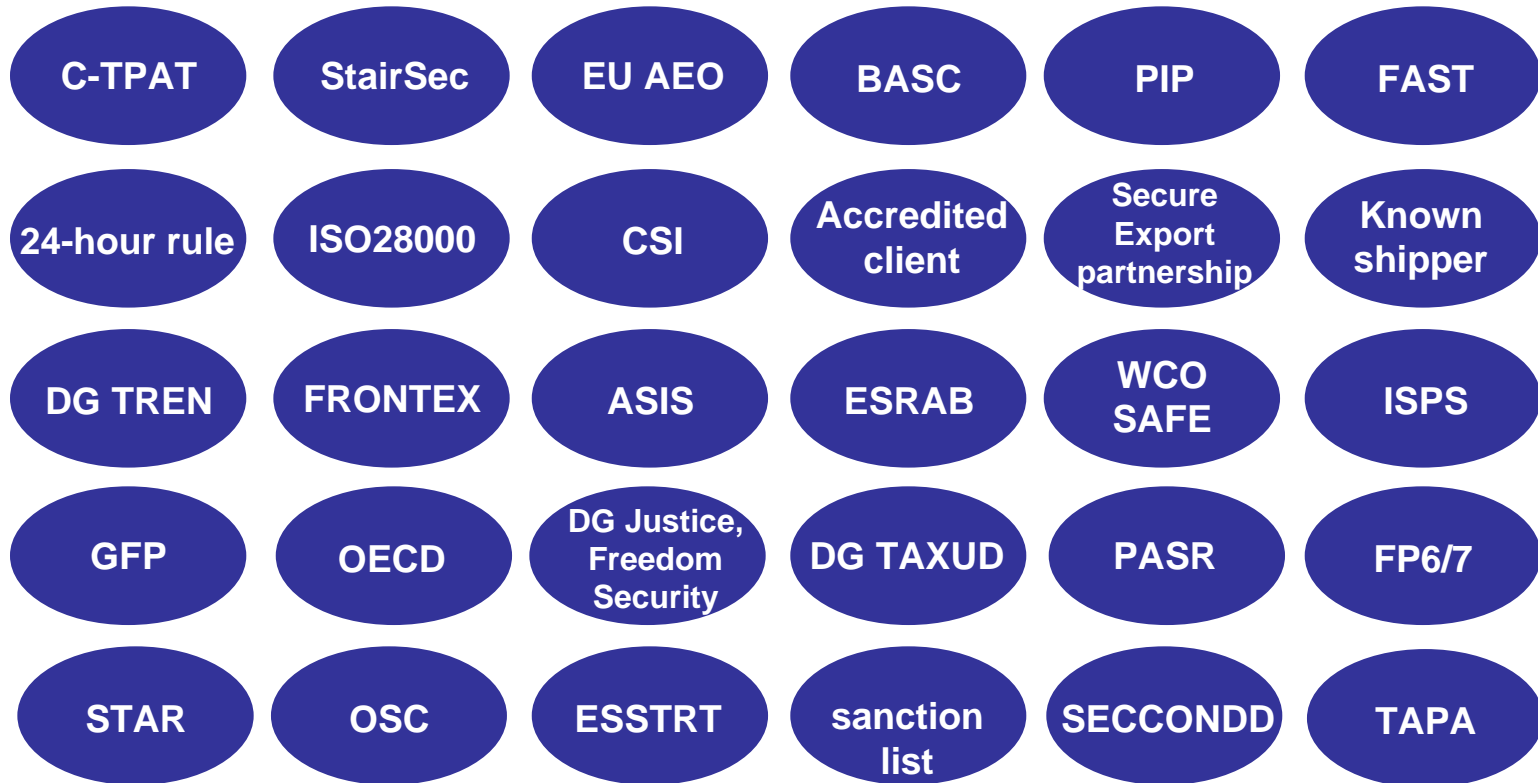 C-TPAT
StairSec
EU AEO
BASC
PIP
FAST
24-hour rule
ISO28000
CSI
Accredited
client
Secure
Export
partnership
Known
shipper
DG TREN
FRONTEX
ASIS
ESRAB
WCO
SAFE
ISPS
GFP
OECD
DG Justice,
Freedom
Security
DG TAXUD
PASR
FP6/7
STAR
OSC
ESSTRT
sanction
list
SECCONDD
TAPA